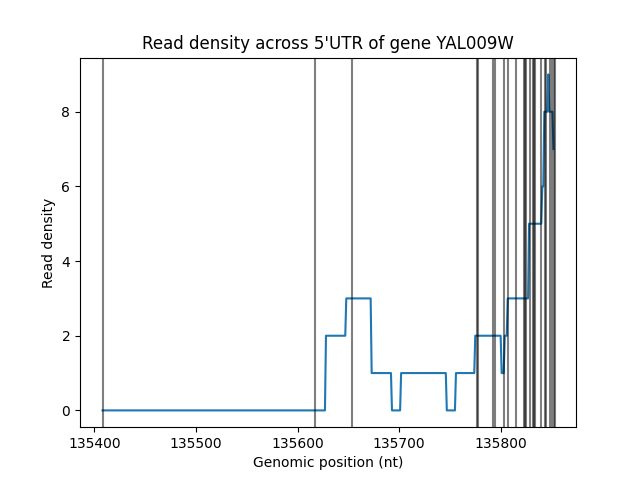 Read density across 5'UTR of gene YAL009W
8
6
4
2
0
Read density
135400 135500 135600 135700 135800
Genomic position (nt)